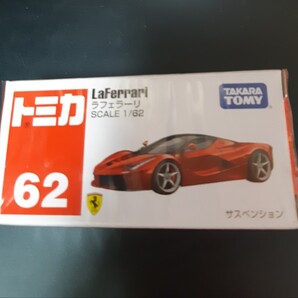 トミカ
62
LaFerrari
ラフェラーリ
SCALE 1/62
TAKARA
TOMY
サスペンション